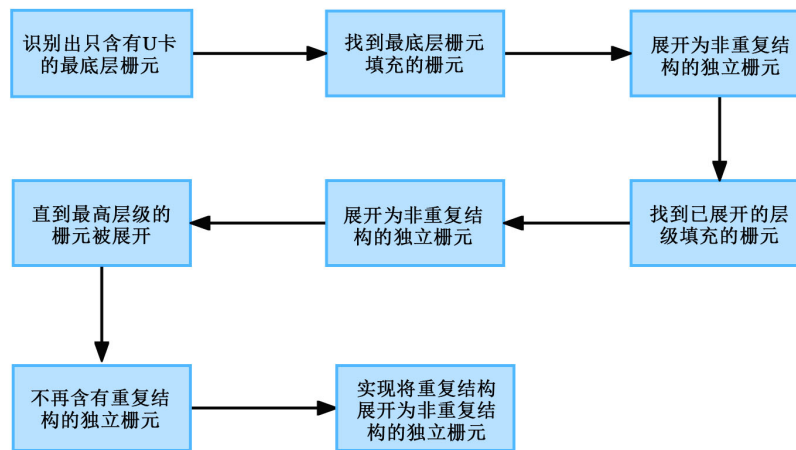 识别出只含有U卡
的最底层栅元
找到最底层栅元
填充的栅元
展开为非重复结
构的独立栅元
找到已展开的层
级填充的栅元
展开为非重复结
构的独立栅元
直到最高层级的
栅元被展开
不再含有重复结
构的独立栅元
实现将重复结构
展开为非重复结
构的独立栅元